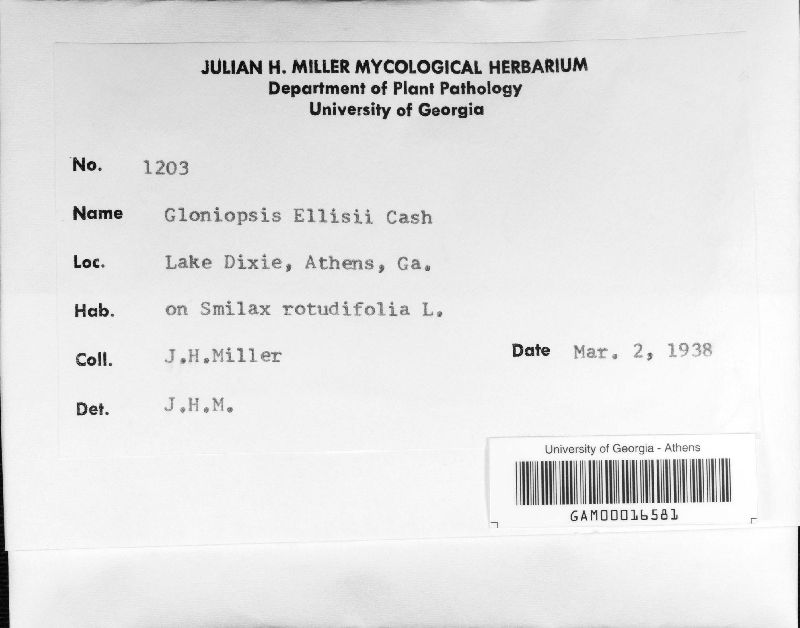 JULIAN H. MILLER MYCOLOGICAL HERBARIUM
Department of Plant Pathology
University of Georgia
No. 1203
Name Gloniopsis Ellisii Cash
Loc. Lake Dixie, Athens, Ga.
Hab. on Smilax rotudifolia L.
Coll. J.H.Miller Date Mar. 2, 1938
Det. J.H.M.
University of Georgia - Athens
GAM00016581